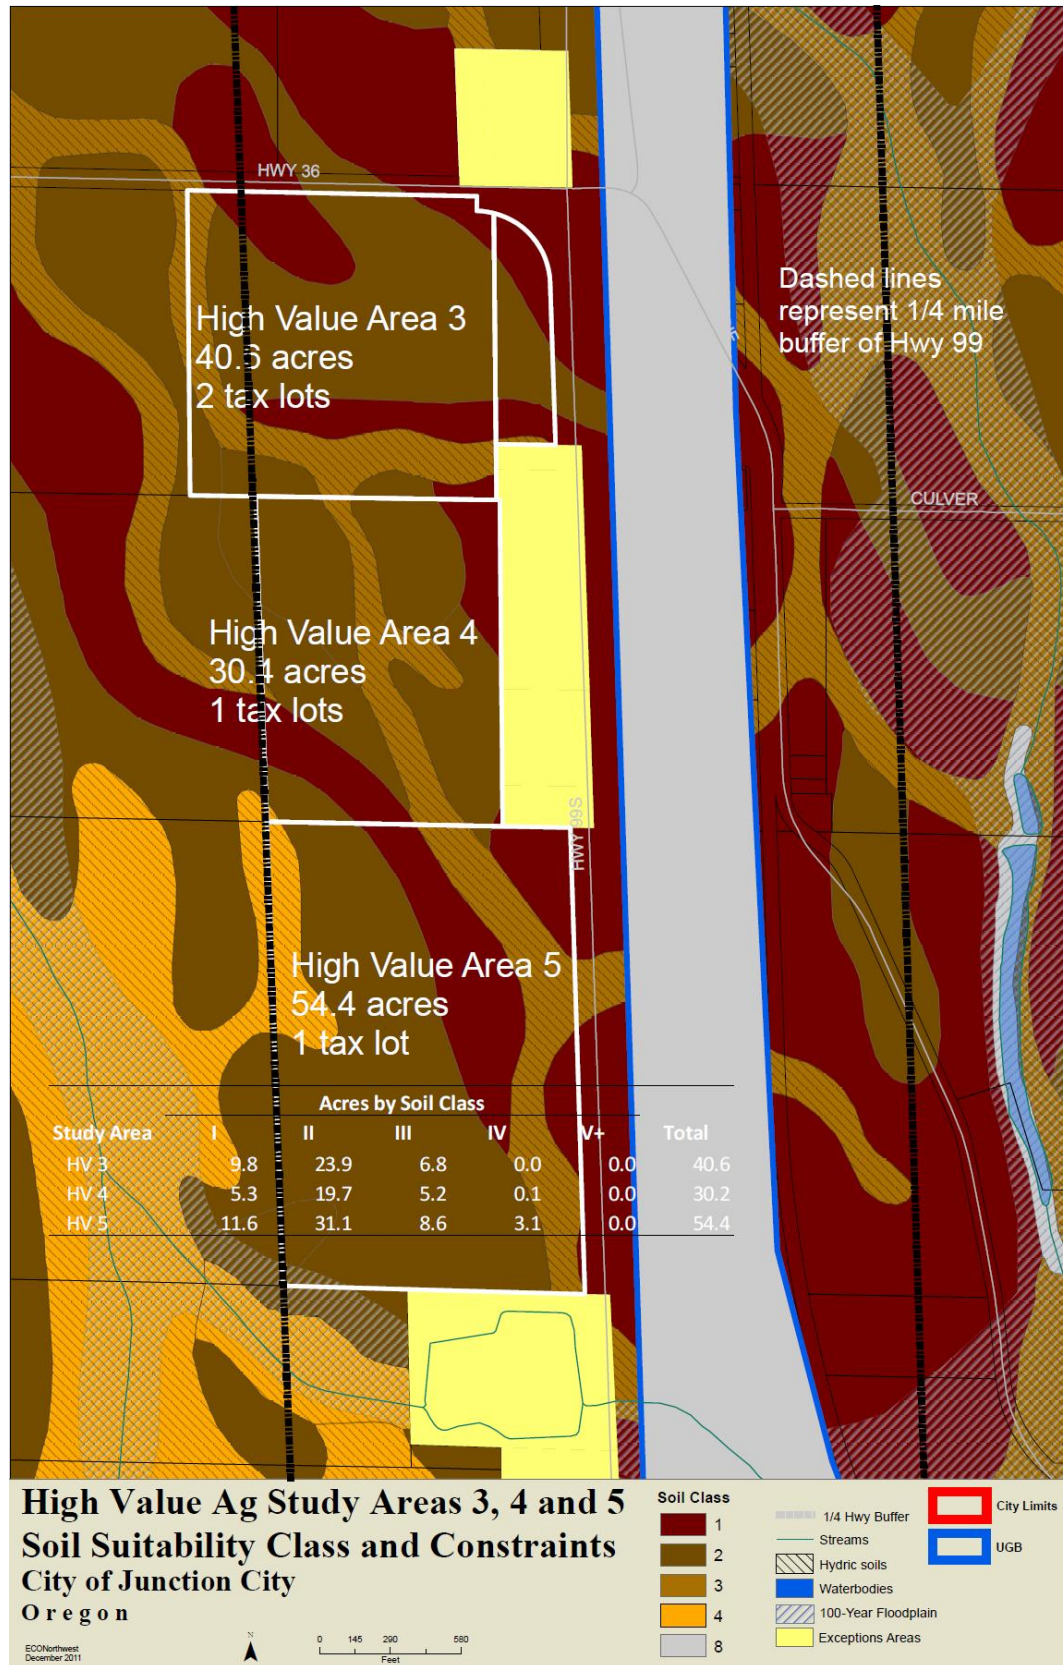 HWY 36
Dashed lines
represent 1/4 mile
buffer of Hwy 99
High Value Area 3
40.6 acres
2 tax lots
CULVER
High Value Area 4
30.4 acres
1 tax lots
HWY 99S
High Value Area 5
54.4 acres
1 tax lot
Acres by Soil Class
Study Area I II III IV V+ Total
HV 3 9.8 23.9 6.8 0.0 0.0 40.6
HV 4 5.3 19.7 5.2 0.1 0.0 30.2
HV 5 11.6 31.1 8.6 3.1 0.0 54.4
High Value Ag Study Areas 3, 4 and 5
Soil Suitability Class and Constraints
City of Junction City
Oregon
ECONorthwest
December 2011
N
0 145 290 580
Feet
Soil Class
1
2
3
4
8
1/4 Hwy Buffer
Streams
Hydric soils
Waterbodies
100-Year Floodplain
Exceptions Areas
City Limits
UGB